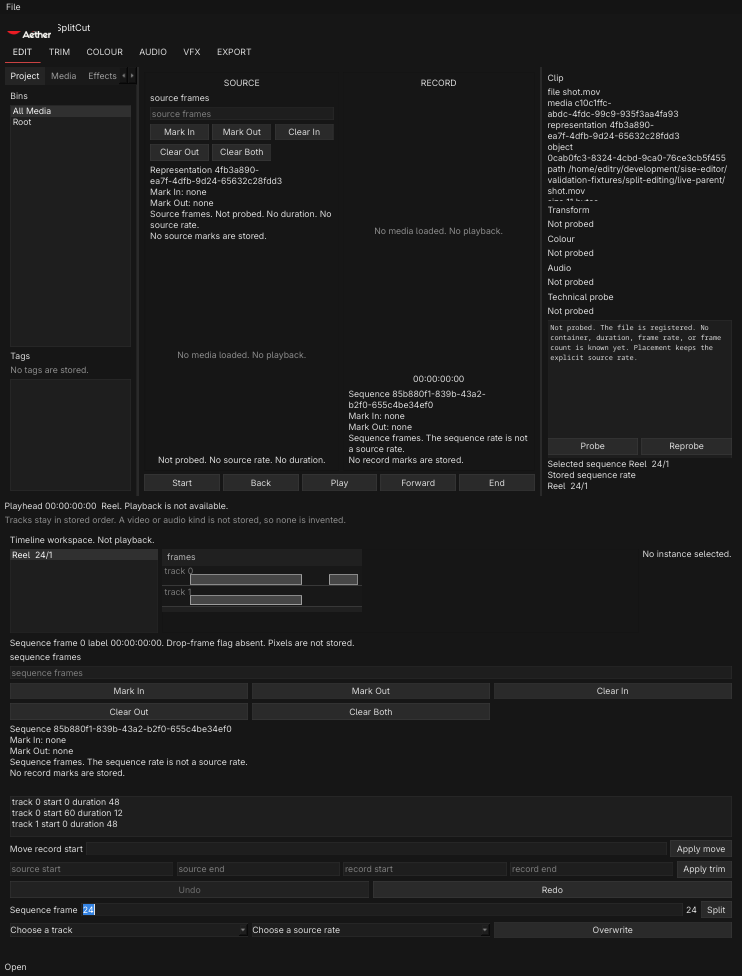 File
Aether
SplitCut
EDIT TRIM COLOUR AUDIO VFX EXPORT
Project Media Effects
Bins
All Media
Root
Tags
No tags are stored.
SOURCE
source frames
source frames
Mark In Mark Out Clear In
Clear Out Clear Both
Representation 4fb3a890-
ea7f-4dfb-9d24-65632c28fdd3
Mark In: none
Mark Out: none
Source frames. Not probed. No duration. No
source rate.
No source marks are stored.
No media loaded. No playback.
Not probed. No source rate. No duration.
RECORD
No media loaded. No playback.
00:00:00:00
Sequence 85b880f1-839b-43a2-
b2f0-655c4be34ef0
Mark In: none
Mark Out: none
Sequence frames. The sequence rate is not
a source rate.
No record marks are stored.
Start Back Play Forward End
Clip
file shot.mov
media c10c1ffc-
abdc-4fdc-99c9-935f3aa4fa93
representation 4fb3a890-
ea7f-4dfb-9d24-65632c28fdd3
object
0cab0fc3-8324-4cbd-9ca0-76ce3cb5f455
path /home/editry/development/sise-editor/
validation-fixtures/split-editing/live-parent/
shot.mov
Transform
Not probed
Colour
Not probed
Audio
Not probed
Technical probe
Not probed
Not probed. The file is registered. No
container, duration, frame rate, or frame
count is known yet. Placement keeps the
explicit source rate.
Probe Reprobe
Selected sequence Reel 24/1
Stored sequence rate
Reel 24/1
Playhead 00:00:00:00 Reel. Playback is not available.
Tracks stay in stored order. A video or audio kind is not stored, so none is invented.
Timeline workspace. Not playback.
Reel 24/1
frames
track 0
track 1
No instance selected.
Sequence frame 0 label 00:00:00:00. Drop-frame flag absent. Pixels are not stored.
sequence frames
sequence frames
Mark In Mark Out Clear In
Clear Out Clear Both
Sequence 85b880f1-839b-43a2-b2f0-655c4be34ef0
Mark In: none
Mark Out: none
Sequence frames. The sequence rate is not a source rate.
No record marks are stored.
track 0 start 0 duration 48
track 0 start 60 duration 12
track 1 start 0 duration 48
Move record start Apply move
source start source end record start record end Apply trim
Undo Redo
Sequence frame 24 24 Split
Choose a track Choose a source rate Overwrite
Open